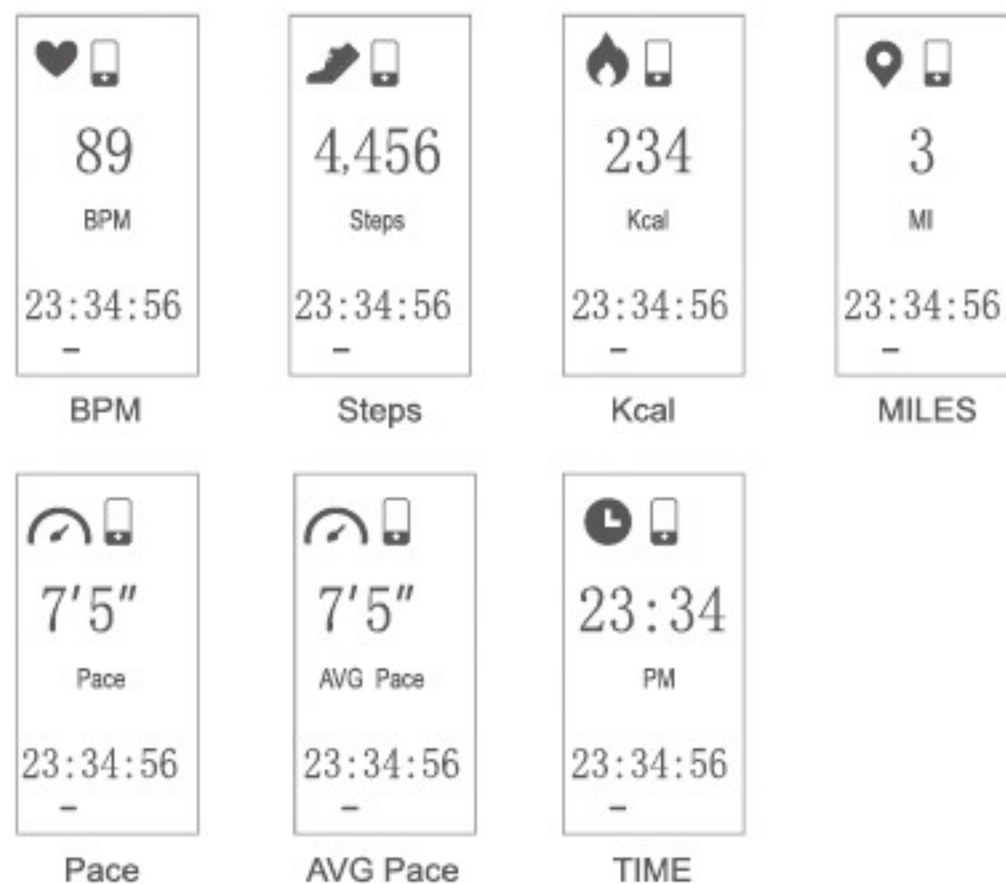 89
BPM
23:34:56
BPM
4,456
Steps
23:34:56
Steps
234
Kcal
23:34:56
Kcal
3
MI
23:34:56
MILES
7'5"
Pace
23:34:56
Pace
7'5"
AVG Pace
23:34:56
AVG Pace
23:34
PM
23:34:56
TIME